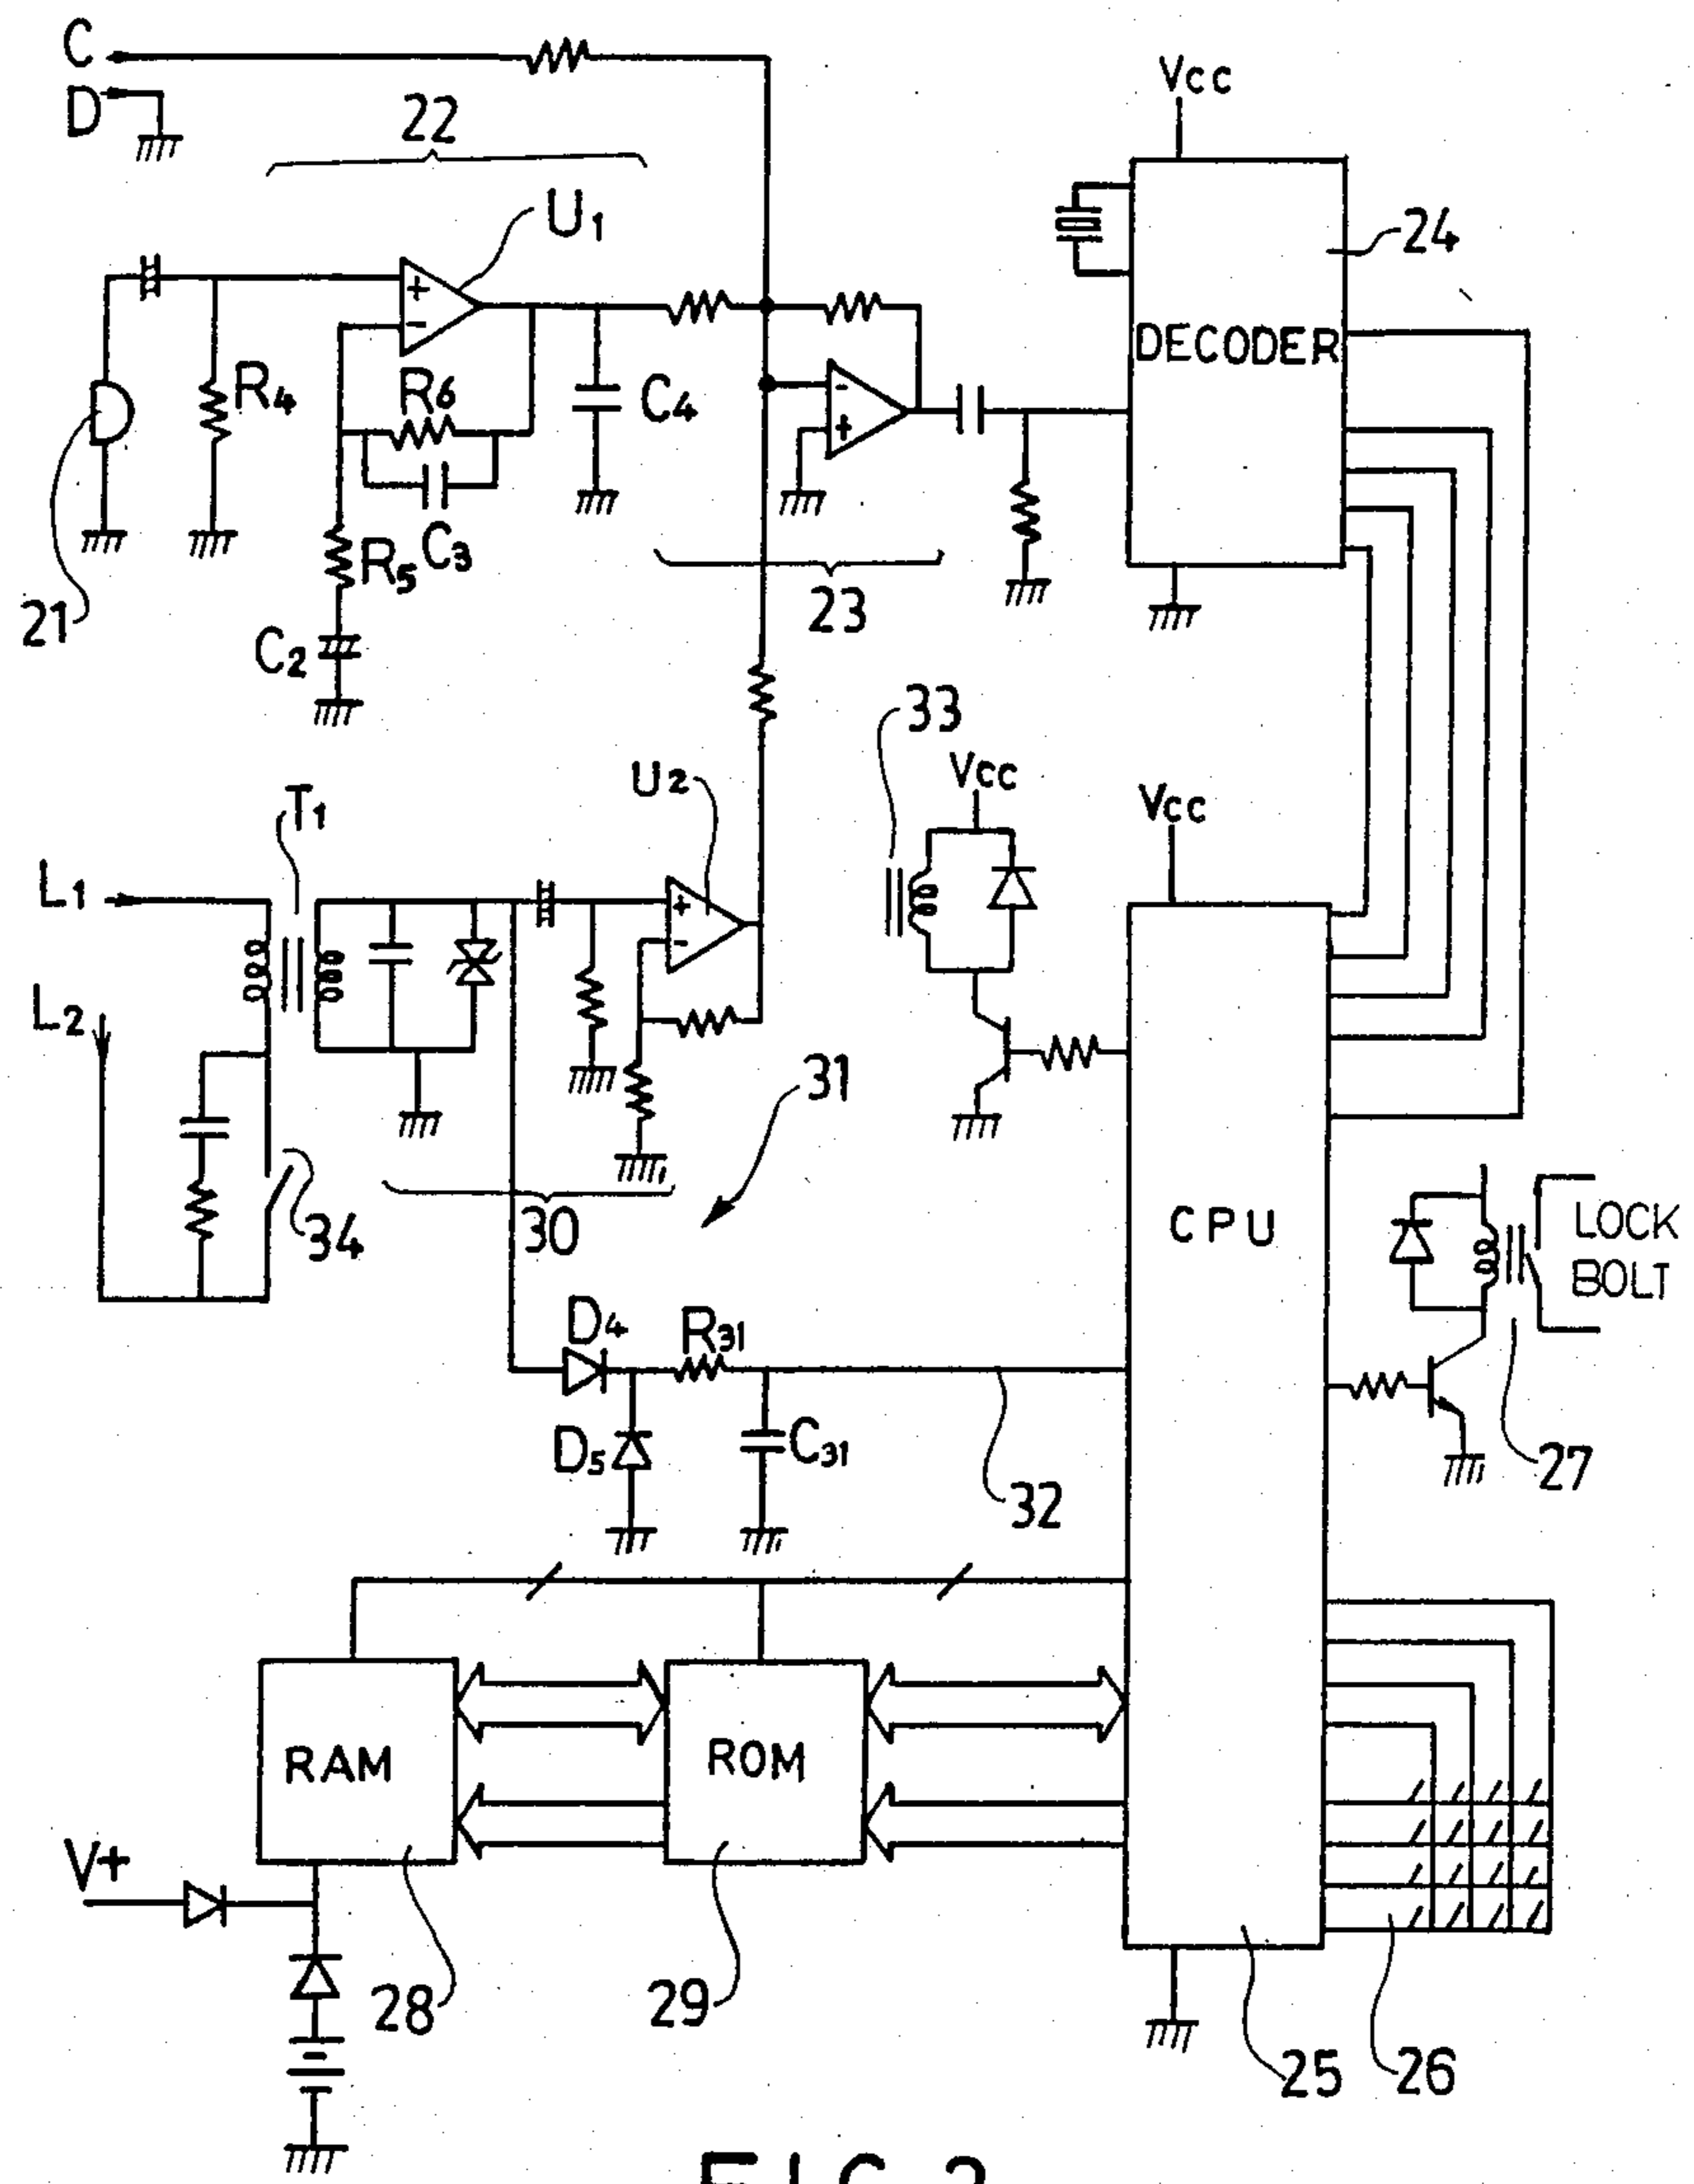 C
D
22
Vcc
U1
24
+
-
DECODER
R4
R6
C4
-
+
C3
R5
21
23
C2
33
U2
Vcc
Vcc
T1
L1
+
-
L2
31
34
30
CPU
LOCK
BOLT
D4
R31
D5
C31
32
27
RAM
ROM
V+
28
29
25
26